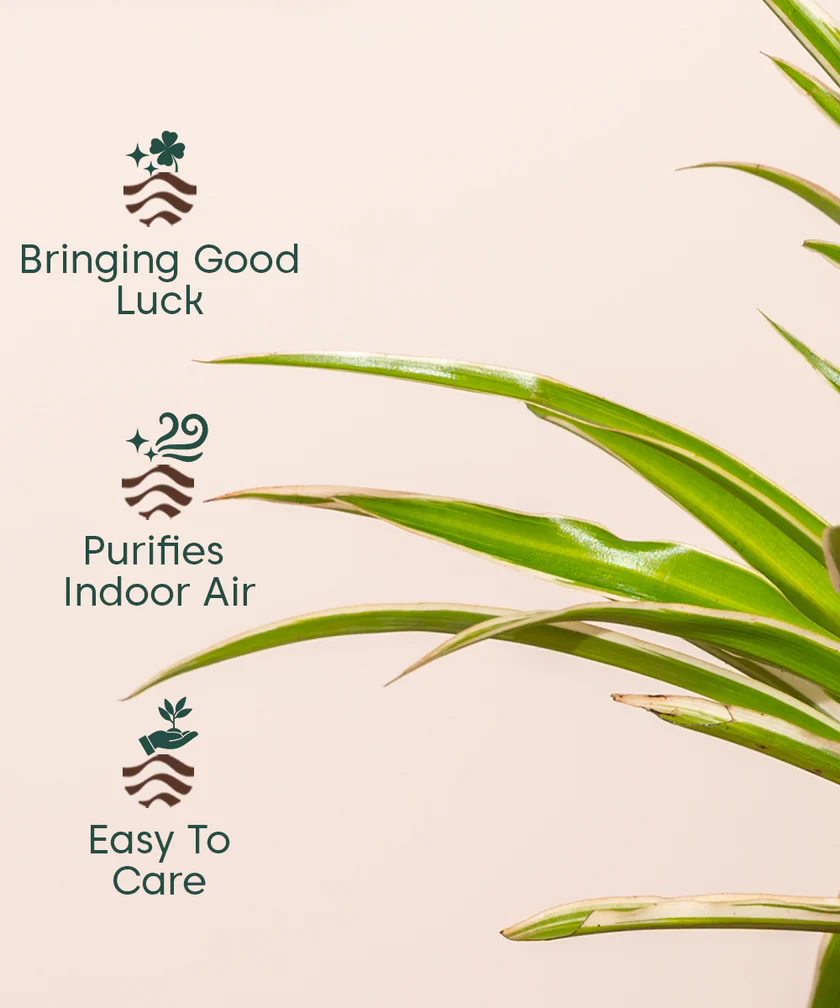 Bringing Good
Luck
Purifies
Indoor Air
Easy To
Care